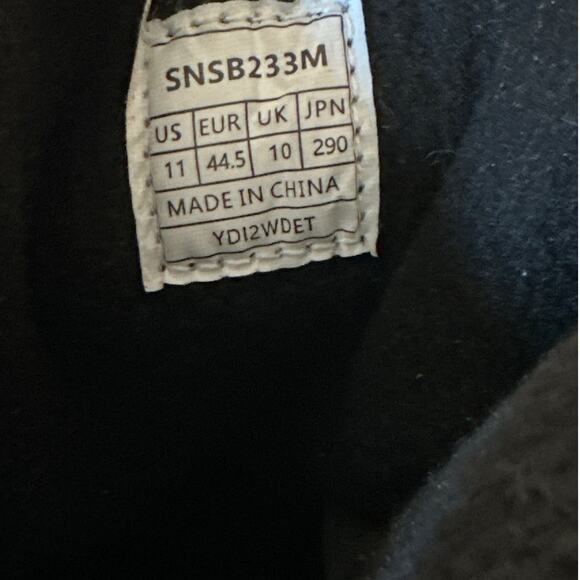 SNSB233M
US EUR UK JPN
11 44.5 10 290
MADE IN CHINA
YDI2WDET